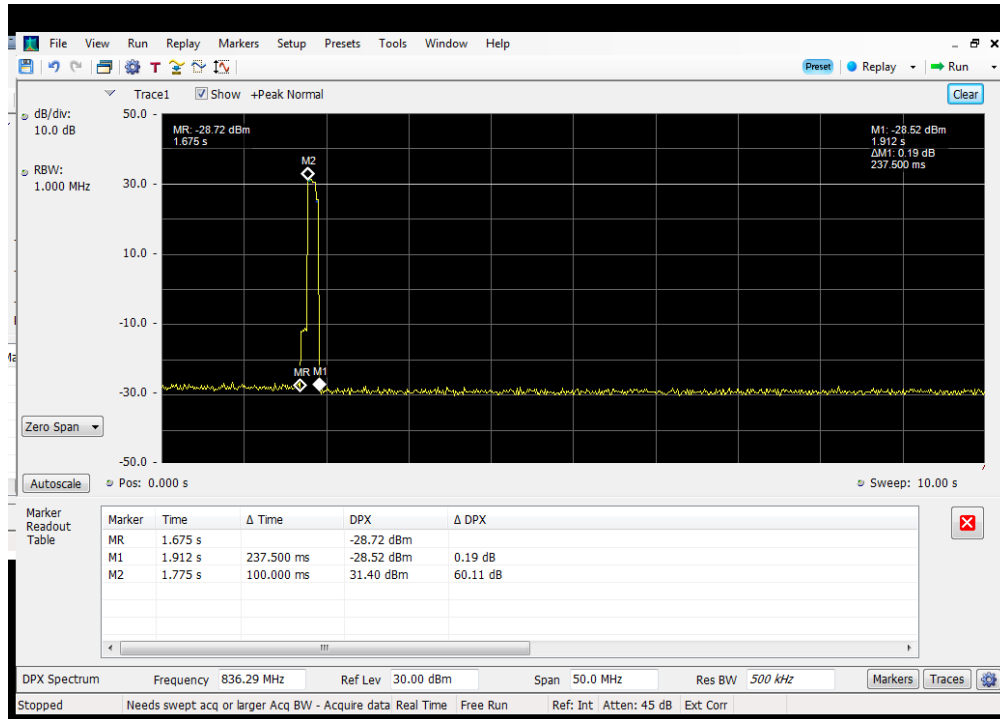 File View Run Replay Markers Setup Presets Tools Window Help
Preset Replay Run
Trace1 Show +Peak Normal Clear
dB/div:
10.0 dB
RBW:
1.000 MHz
50.0
30.0
10.0
-10.0
-30.0
-50.0
MR: -28.72 dBm
1.675 s
M1: -28.52 dBm
1.912 s
ΔM1: 0.19 dB
237.500 ms
M2
MR M1
Zero Span
Autoscale Pos: 0.000 s Sweep: 10.00 s
Marker
Readout
Table
Marker Time Δ Time DPX Δ DPX
MR 1.675 s -28.72 dBm
M1 1.912 s 237.500 ms -28.52 dBm 0.19 dB
M2 1.775 s 100.000 ms 31.40 dBm 60.11 dB
DPX Spectrum Frequency 836.29 MHz Ref Lev 30.00 dBm Span 50.0 MHz Res BW 500 kHz Markers Traces
Stopped Needs swept acq or larger Acq BW - Acquire data Real Time Free Run Ref: Int Atten: 45 dB Ext Corr